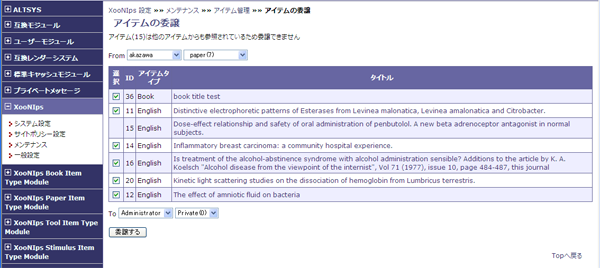 ALTSYS
互換モジュール
ユーザーモジュール
互換レンダーシステム
標準キャッシュモジュール
プライベートメッセージ
XooNIps
システム設定
サイトポリシー設定
メンテナンス
一般設定
XooNIps Book Item
Type Module
XooNIps Paper Item
Type Module
XooNIps Tool Item Type
Module
XooNIps Stimulus Item
Type Module
XooNIps 設定 »» メンテナンス »» アイテム管理 »» アイテムの委譲
アイテムの委譲
アイテム(15)は他のアイテムからも参照されているため委譲できません
From akazawa paper(7)
選択 ID アイテムタイプ タイトル
36 Book book title test
11 English Distinctive electrophoretic patterns of Esterases from Levinea malonatica, Levinea amalonatica and Citrobacter.
15 English Dose-effect relationship and safety of oral administration of penbutolol. A new beta adrenoceptor antagonist in normal
subjects.
14 English Inflammatory breast carcinoma: a community hospital experience.
16 English Is treatment of the alcohol-abstinence syndrome with alcohol administration sensible? Additions to the article by K. A.
Koelsch "Alcohol disease from the viewpoint of the internist", Vol 71 (1977), issue 10, page 484-487, this journal
20 English Kinetic light scattering studies on the dissociation of hemoglobin from Lumbricus terrestris.
12 English The effect of amniotic fluid on bacteria
To Administrator Private(0)
委譲する
Topへ戻る